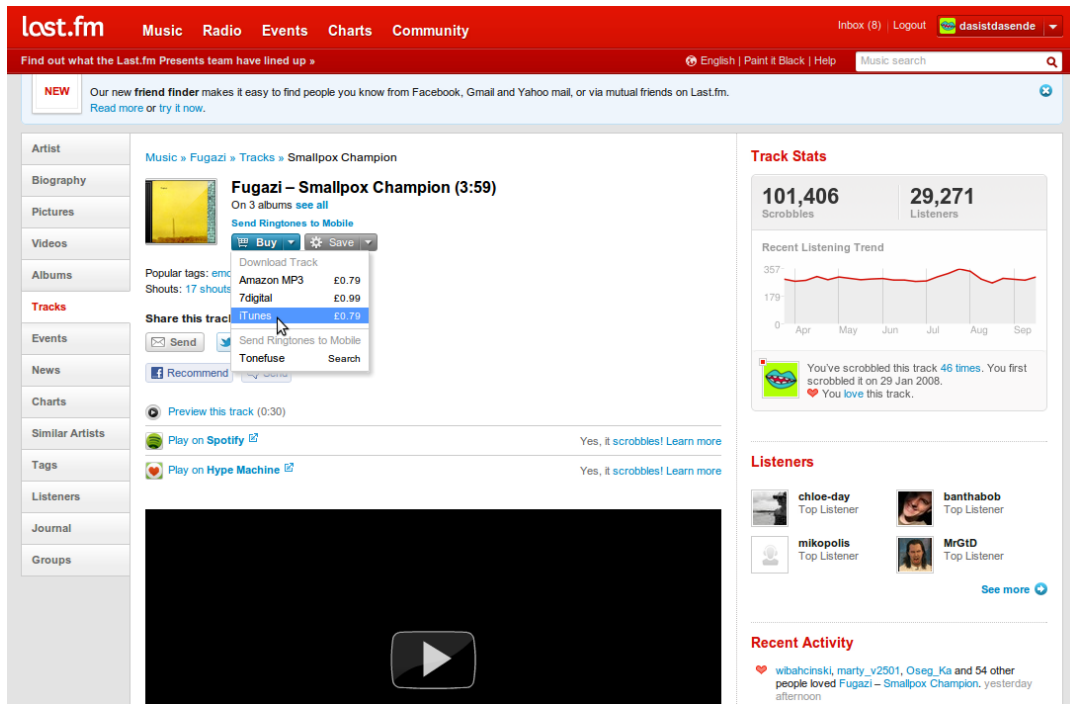 last.fm
Music Radio Events Charts Community
Inbox (8) Logout dasistdasende
Find out what the Last.fm Presents team have lined up »
English | Paint it Black | Help
Music search
NEW
Our new friend finder makes it easy to find people you know from Facebook, Gmail and Yahoo mail, or via mutual friends on Last.fm.
Read more or try it now.
Artist
Biography
Pictures
Videos
Albums
Tracks
Events
News
Charts
Similar Artists
Tags
Listeners
Journal
Groups
Music » Fugazi » Tracks » Smallpox Champion
Fugazi – Smallpox Champion (3:59)
On 3 albums see all
Send Ringtones to Mobile
Buy Save
Download Track
Amazon MP3 £0.79
7digital £0.99
iTunes £0.79
Send Ringtones to Mobile
Tonefuse Search
Popular tags: emo
Shouts: 17 shouts
Share this trac
Send
Recommend Send
Preview this track (0:30)
Play on Spotify
Yes, it scrobbles! Learn more
Play on Hype Machine
Yes, it scrobbles! Learn more
Track Stats
101,406 29,271
Scrobbles Listeners
Recent Listening Trend
357
179
0
Apr May Jun Jul Aug Sep
You've scrobbled this track 46 times. You first
scrobbled it on 29 Jan 2008.
You love this track.
Listeners
chloe-day
Top Listener
banthabob
Top Listener
mikopolis
Top Listener
MrGtD
Top Listener
See more
Recent Activity
wibahcinski, marty_v2501, Oseg_Ka and 54 other
people loved Fugazi – Smallpox Champion. yesterday
afternoon